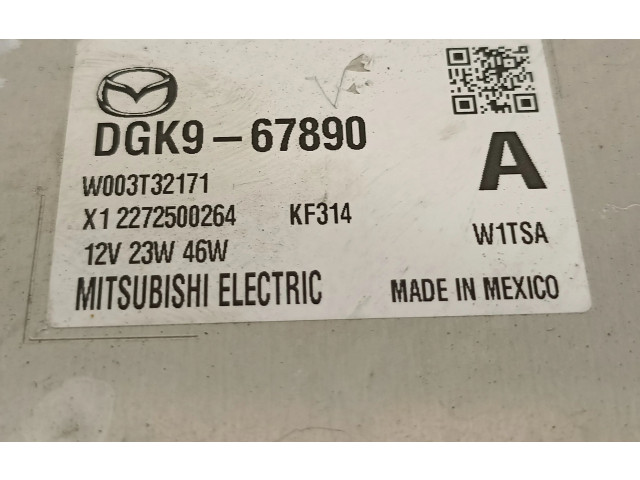 DGK9-67890
A
W003T32171
X1 2272500264 KF314
W1TSA
12V 23W 46W
MITSUBISHI ELECTRIC MADE IN MEXICO